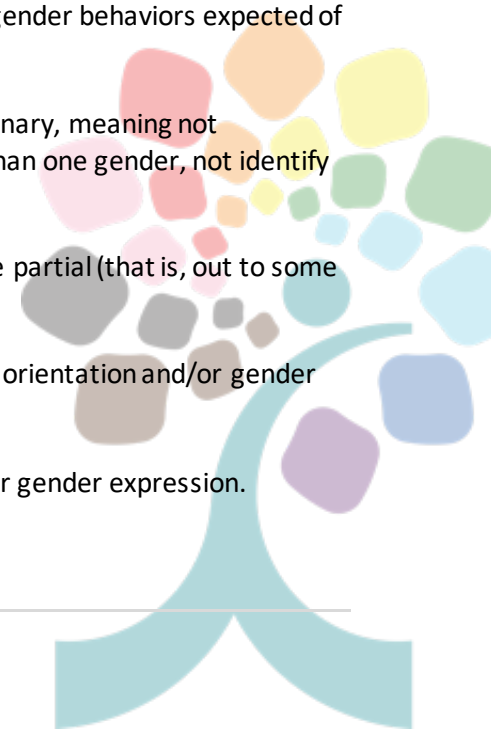 gender behaviors expected of
nary, meaning not
han one gender, not identify
e partial (that is, out to some
orientation and/or gender
r gender expression.